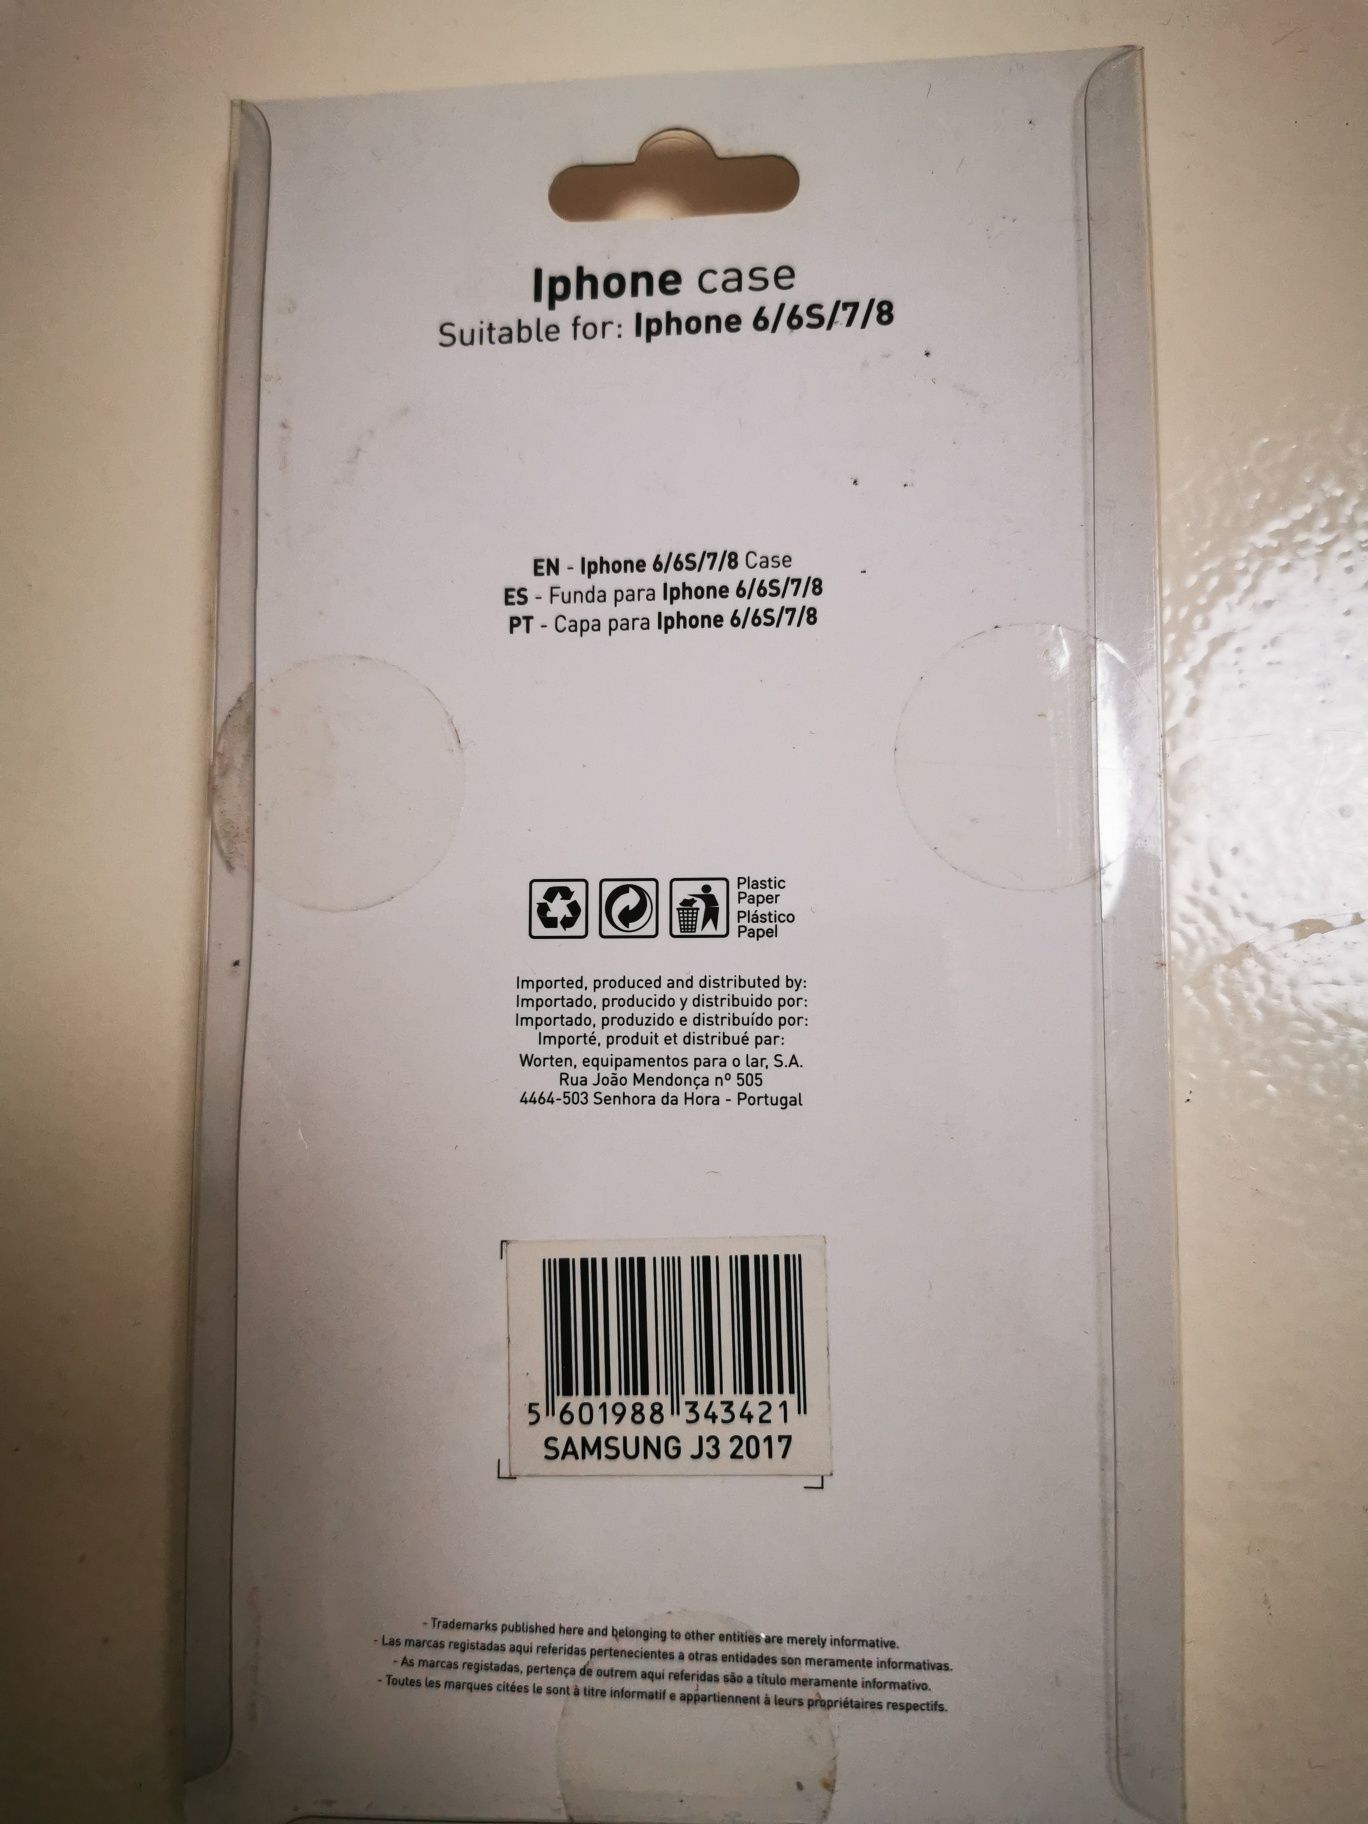 Iphone case
Suitable for: Iphone 6/6S/7/8
EN - Iphone 6/6S/7/8 Case
ES - Funda para Iphone 6/6S/7/8
PT - Capa para Iphone 6/6S/7/8
Plastic
Paper
Plástico
Papel
Imported, produced and distributed by:
Importado, producido y distribuido por:
Importado, produzido e distribuído por:
Importé, produit et distribué par:
Worten, equipamentos para o lar, S.A.
Rua João Mendonça nº 505
4464-503 Senhora da Hora - Portugal
5 601988 343421
SAMSUNG J3 2017
- Trademarks published here and belonging to other entities are merely informative.
- Las marcas registadas aqui referidas pertenecientes a otras entidades son meramente informativas.
- As marcas registadas, pertença de outrem aqui referidas são a título meramente informativo.
- Toutes les marques citées le sont à titre informatif e appartiennent à leurs propriétaires respectifs.